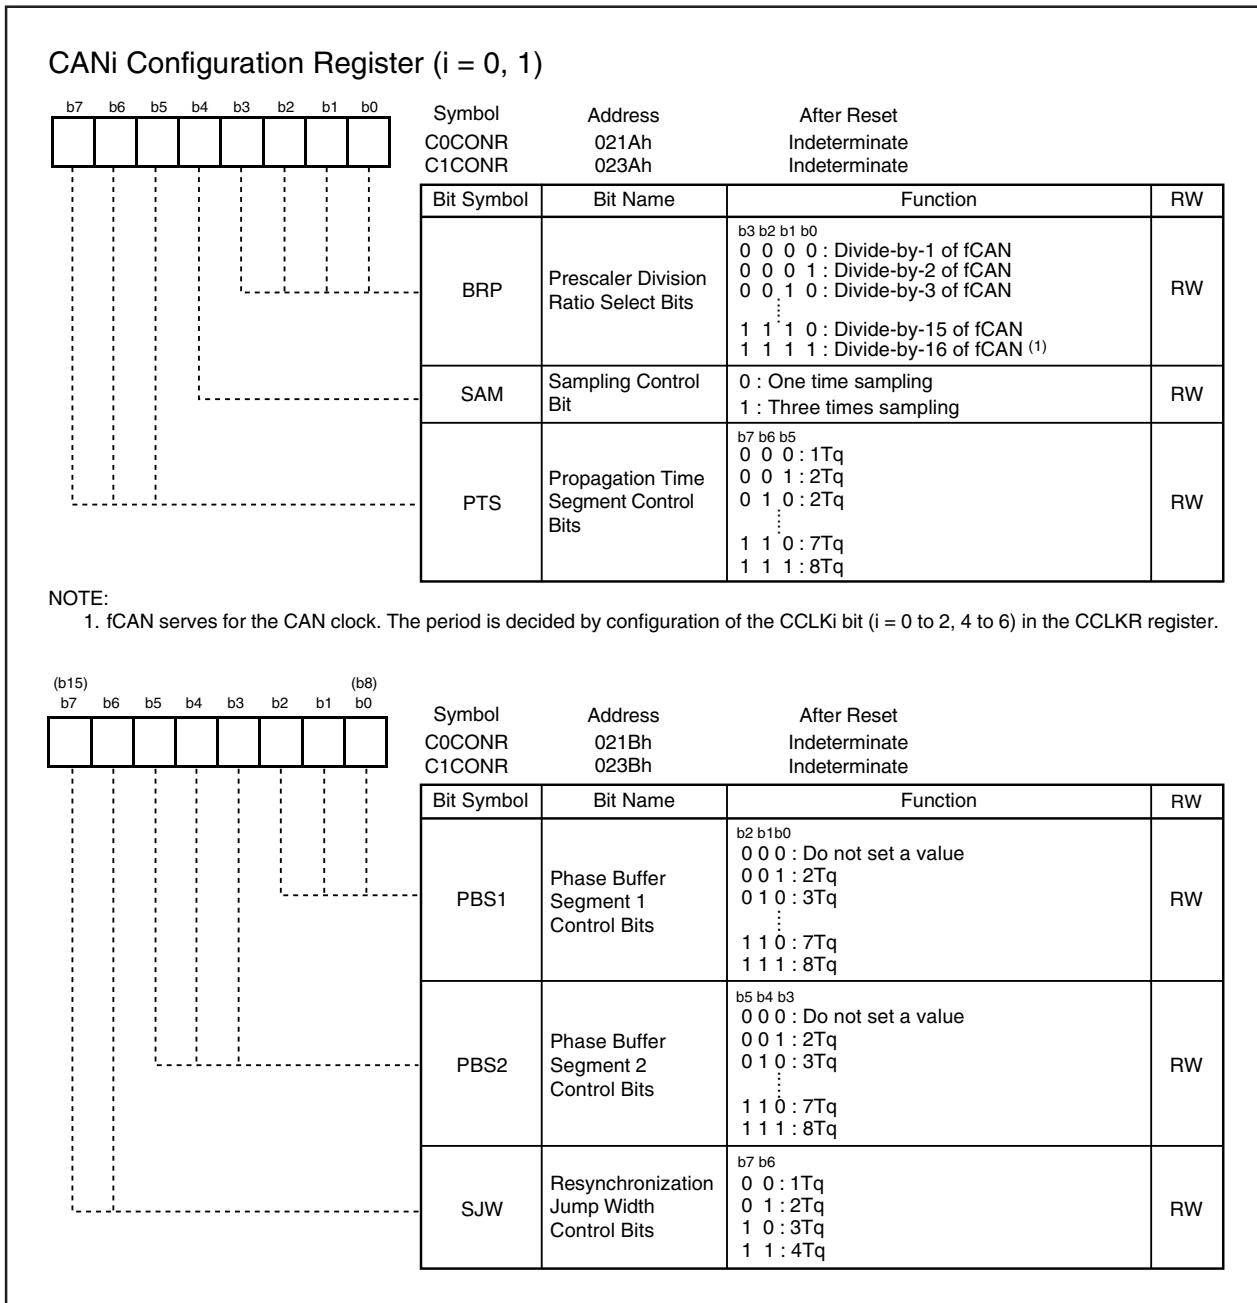 CANi Configuration Register (i = 0, 1)
b7 b6 b5 b4 b3 b2 b1 b0
Symbol Address After Reset
C0CONR 021Ah Indeterminate
C1CONR 023Ah Indeterminate
Bit Symbol Bit Name Function RW
b3 b2 b1 b0
0 0 0 0 : Divide-by-1 of fCAN
0 0 0 1 : Divide-by-2 of fCAN
BRP Prescaler Division Ratio Select Bits 0 0 1 0 : Divide-by-3 of fCAN RW
1 1 1 0 : Divide-by-15 of fCAN
1 1 1 1 : Divide-by-16 of fCAN (1)
SAM Sampling Control Bit 0 : One time sampling RW
1 : Three times sampling
b7 b6 b5
0 0 0 : 1Tq
0 0 1 : 2Tq
PTS Propagation Time Segment Control Bits 0 1 0 : 2Tq RW
1 1 0 : 7Tq
1 1 1 : 8Tq
NOTE:
1. fCAN serves for the CAN clock. The period is decided by configuration of the CCLKi bit (i = 0 to 2, 4 to 6) in the CCLKR register.
(b15) (b8)
b7 b6 b5 b4 b3 b2 b1 b0
Symbol Address After Reset
C0CONR 021Bh Indeterminate
C1CONR 023Bh Indeterminate
Bit Symbol Bit Name Function RW
b2 b1b0
0 0 0 : Do not set a value
0 0 1 : 2Tq
PBS1 Phase Buffer Segment 1 Control Bits 0 1 0 : 3Tq RW
1 1 0 : 7Tq
1 1 1 : 8Tq
b5 b4 b3
0 0 0 : Do not set a value
0 0 1 : 2Tq
PBS2 Phase Buffer Segment 2 Control Bits 0 1 0 : 3Tq RW
1 1 0 : 7Tq
1 1 1 : 8Tq
b7 b6
0 0 : 1Tq
SJW Resynchronization Jump Width Control Bits 0 1 : 2Tq RW
1 0 : 3Tq
1 1 : 4Tq